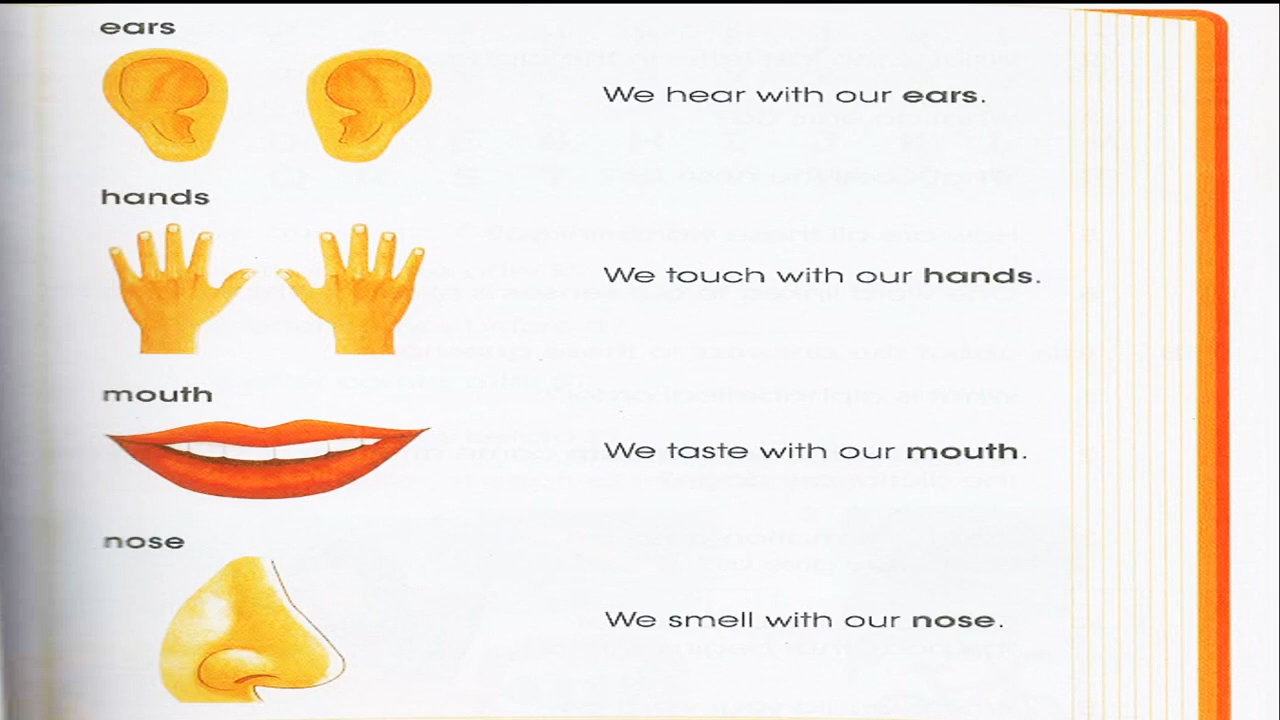 ears
We hear with our ears.
hands
We touch with our hands.
mouth
We taste with our mouth.
nose
We smell with our nose.